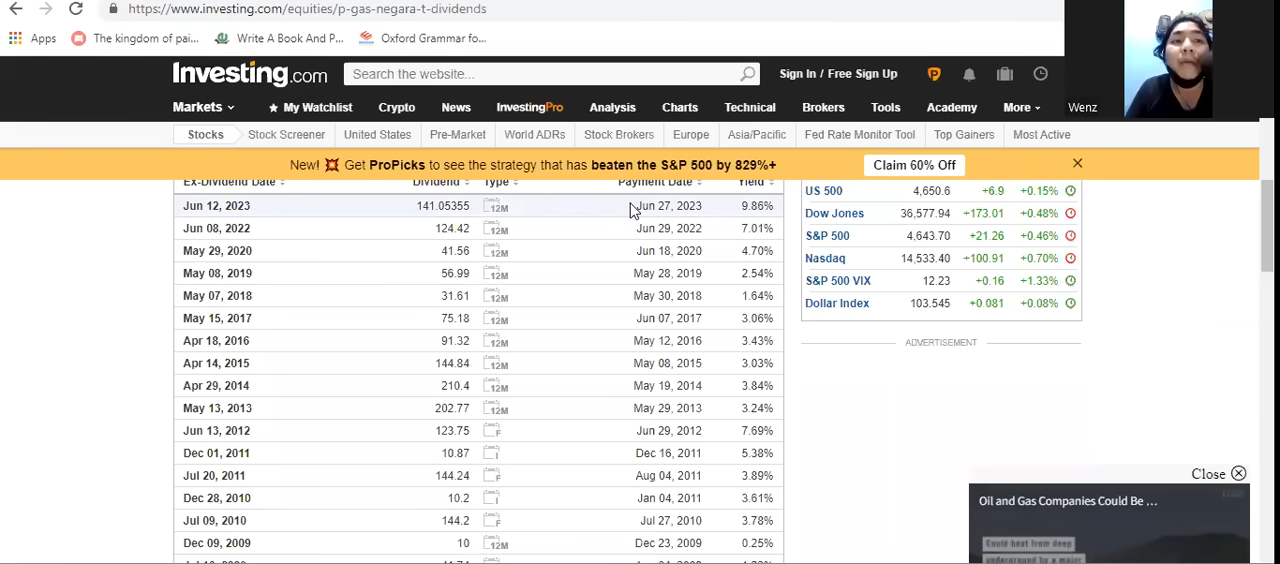 https://www.investing.com/equities/p-gas-negara-t-dividends
Apps The kingdom of pai... Write A Book And P... Oxford Grammar fo...
Investing.com Search the website... Sign In / Free Sign Up
Markets My Watchlist Crypto News InvestingPro Analysis Charts Technical Brokers Tools Academy More Wenz
Stocks Stock Screener United States Pre-Market World ADRs Stock Brokers Europe Asia/Pacific Fed Rate Monitor Tool Top Gainers Most Active
New! Get ProPicks to see the strategy that has beaten the S&P 500 by 829%+ Claim 60% Off
Ex-Dividend Date Dividend Type Payment Date Yield
Jun 12, 2023 141.05355 12M Jun 27, 2023 9.86%
Jun 08, 2022 124.42 12M Jun 29, 2022 7.01%
May 29, 2020 41.56 12M Jun 18, 2020 4.70%
May 08, 2019 56.99 12M May 28, 2019 2.54%
May 07, 2018 31.61 12M May 30, 2018 1.64%
May 15, 2017 75.18 12M Jun 07, 2017 3.06%
Apr 18, 2016 91.32 12M May 12, 2016 3.43%
Apr 14, 2015 144.84 12M May 08, 2015 3.03%
Apr 29, 2014 210.4 12M May 19, 2014 3.84%
May 13, 2013 202.77 12M May 29, 2013 3.24%
Jun 13, 2012 123.75 F Jun 29, 2012 7.69%
Dec 01, 2011 10.87 I Dec 16, 2011 5.38%
Jul 20, 2011 144.24 F Aug 04, 2011 3.89%
Dec 28, 2010 10.2 I Jan 04, 2011 3.61%
Jul 09, 2010 144.2 F Jul 27, 2010 3.78%
Dec 09, 2009 10 12M Dec 23, 2009 0.25%
US 500 4,650.6 +6.9 +0.15%
Dow Jones 36,577.94 +173.01 +0.48%
S&P 500 4,643.70 +21.26 +0.46%
Nasdaq 14,533.40 +100.91 +0.70%
S&P 500 VIX 12.23 +0.16 +1.33%
Dollar Index 103.545 +0.081 +0.08%
ADVERTISEMENT
Close
Oil and Gas Companies Could Be ...
Could heat from deep
underground by a major